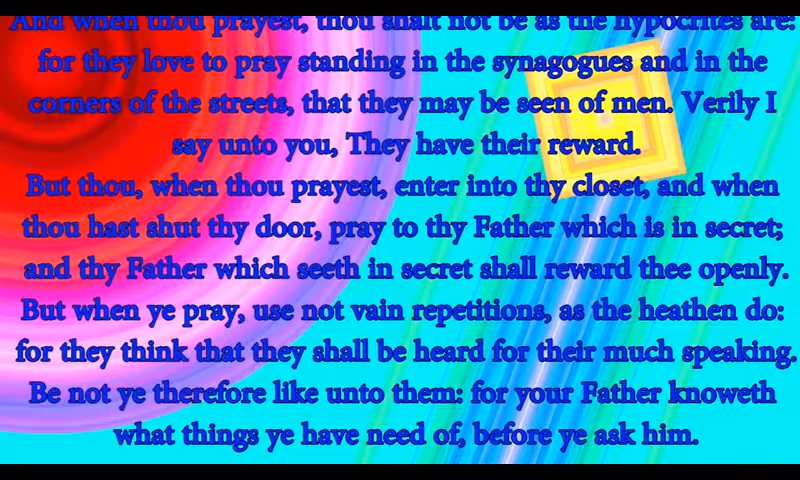 And when thou prayest, thou shalt not be as the hypocrites are:
for they love to pray standing in the synagogues and in the
corners of the streets, that they may be seen of men. Verily I
say unto you, They have their reward.
But thou, when thou prayest, enter into thy closet, and when
thou hast shut thy door, pray to thy Father which is in secret;
and thy Father which seeth in secret shall reward thee openly.
But when ye pray, use not vain repetitions, as the heathen do:
for they think that they shall be heard for their much speaking.
Be not ye therefore like unto them: for your Father knoweth
what things ye have need of, before ye ask him.